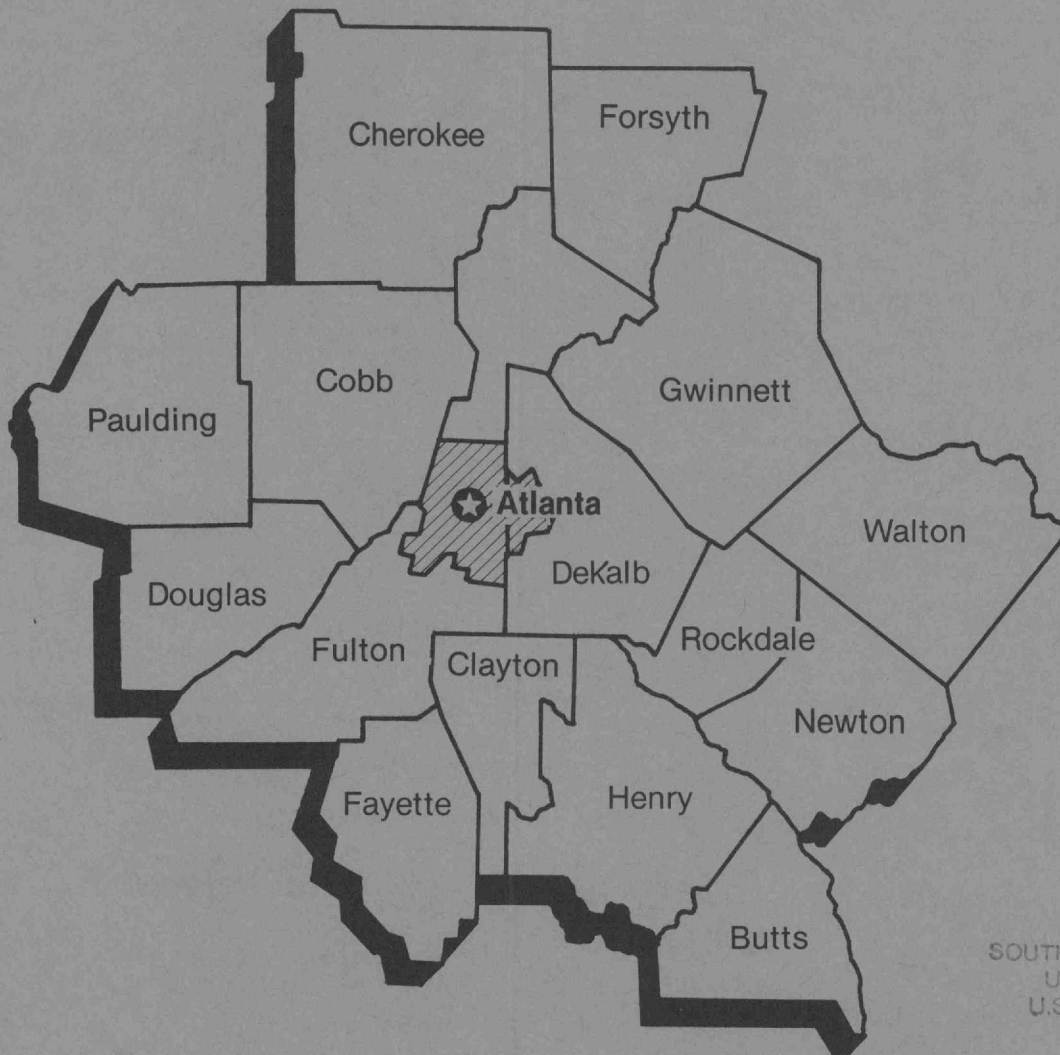 Cherokee
Forsyth
Cobb
Gwinnett
Paulding
Atlanta
Walton
DeKalb
Douglas
Rockdale
Fulton
Clayton
Newton
Henry
Fayette
Butts
U.S